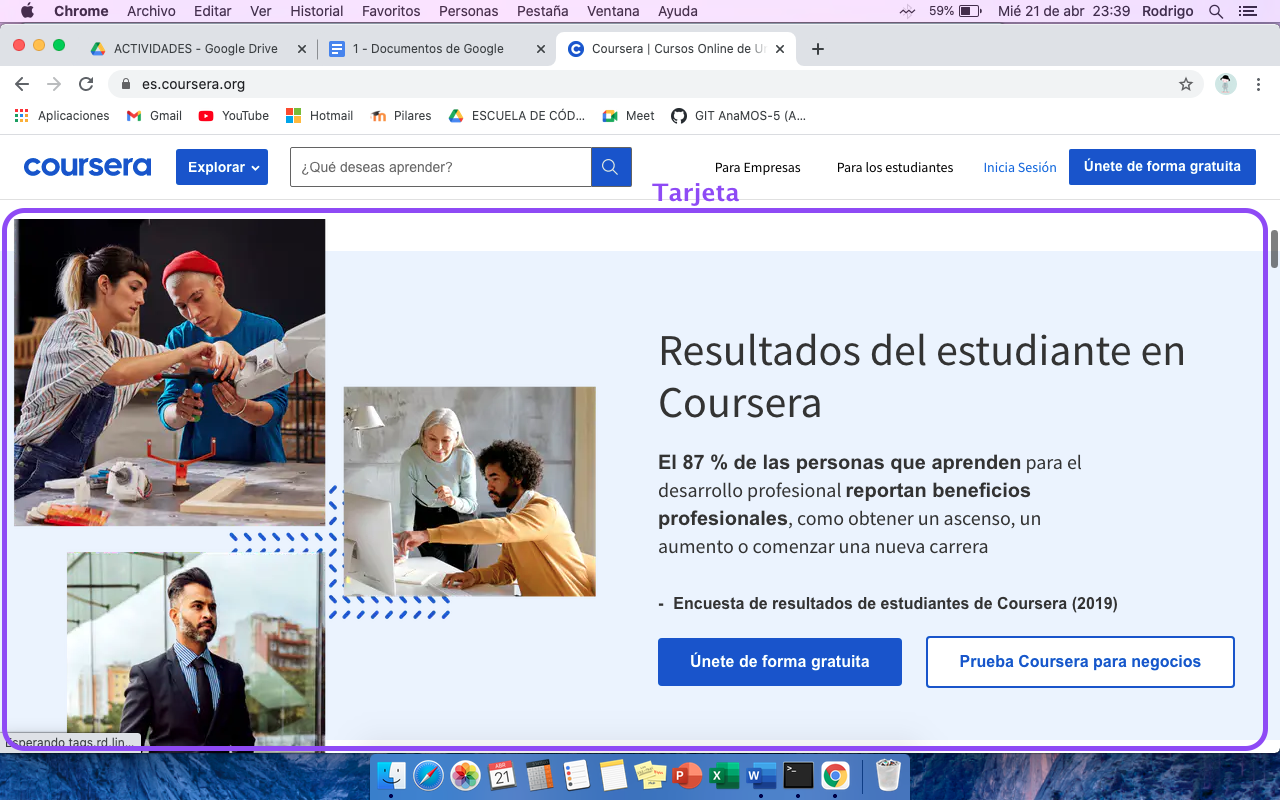 Chrome Archivo Editar Ver Historial Favoritos Personas Pestaña Ventana Ayuda 59% Mié 21 de abr 23:39 Rodrigo
ACTIVIDADES - Google Drive 1 - Documentos de Google Coursera | Cursos Online de Un
es.coursera.org
Aplicaciones Gmail YouTube Hotmail Pilares ESCUELA DE CÓD... Meet GIT AnaMOS-5 (A...
coursera Explorar ¿Qué deseas aprender? Para Empresas Para los estudiantes Inicia Sesión Únete de forma gratuita
Tarjeta
Resultados del estudiante en
Coursera
El 87 % de las personas que aprenden para el
desarrollo profesional reportan beneficios
profesionales, como obtener un ascenso, un
aumento o comenzar una nueva carrera
- Encuesta de resultados de estudiantes de Coursera (2019)
Únete de forma gratuita Prueba Coursera para negocios
Esperando tags.rd.lin...
ABR
21